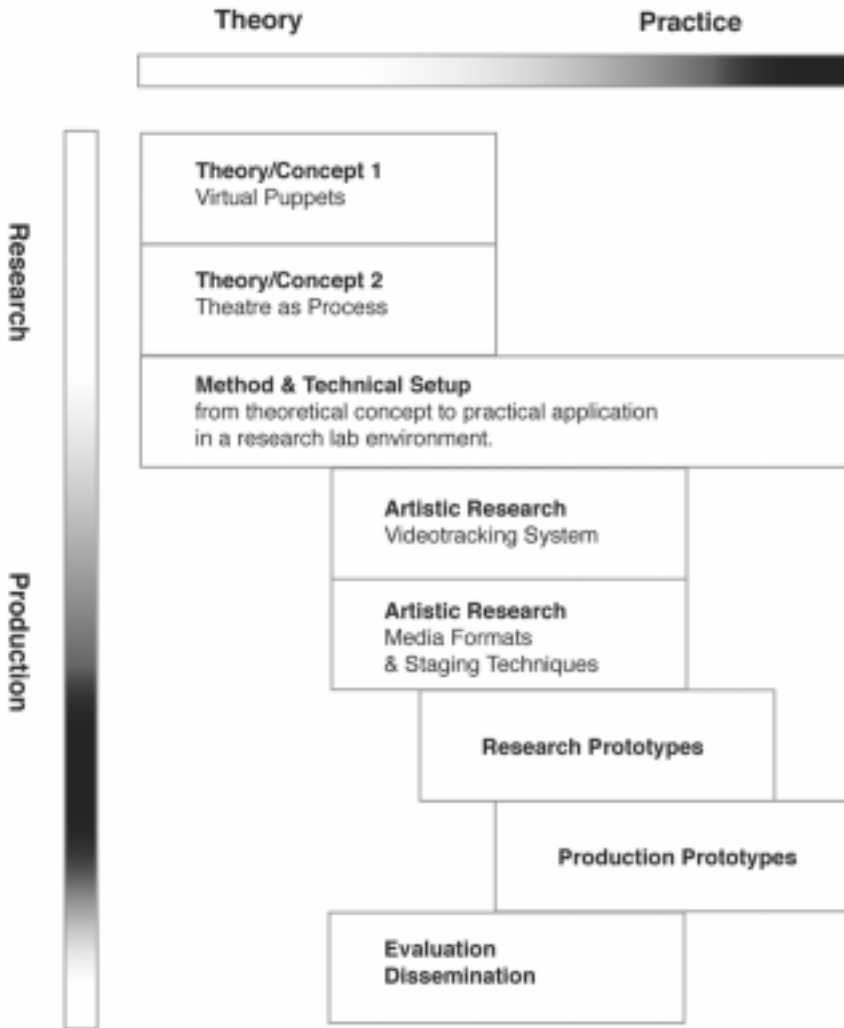 Theory
Practice
Research
Theory/Concept 1
Virtual Puppets
Theory/Concept 2
Theatre as Process
Method & Technical Setup
from theoretical concept to practical application
in a research lab environment.
Production
Artistic Research
Videotracking System
Artistic Research
Media Formats
& Staging Techniques
Research Prototypes
Production Prototypes
Evaluation
Dissemination